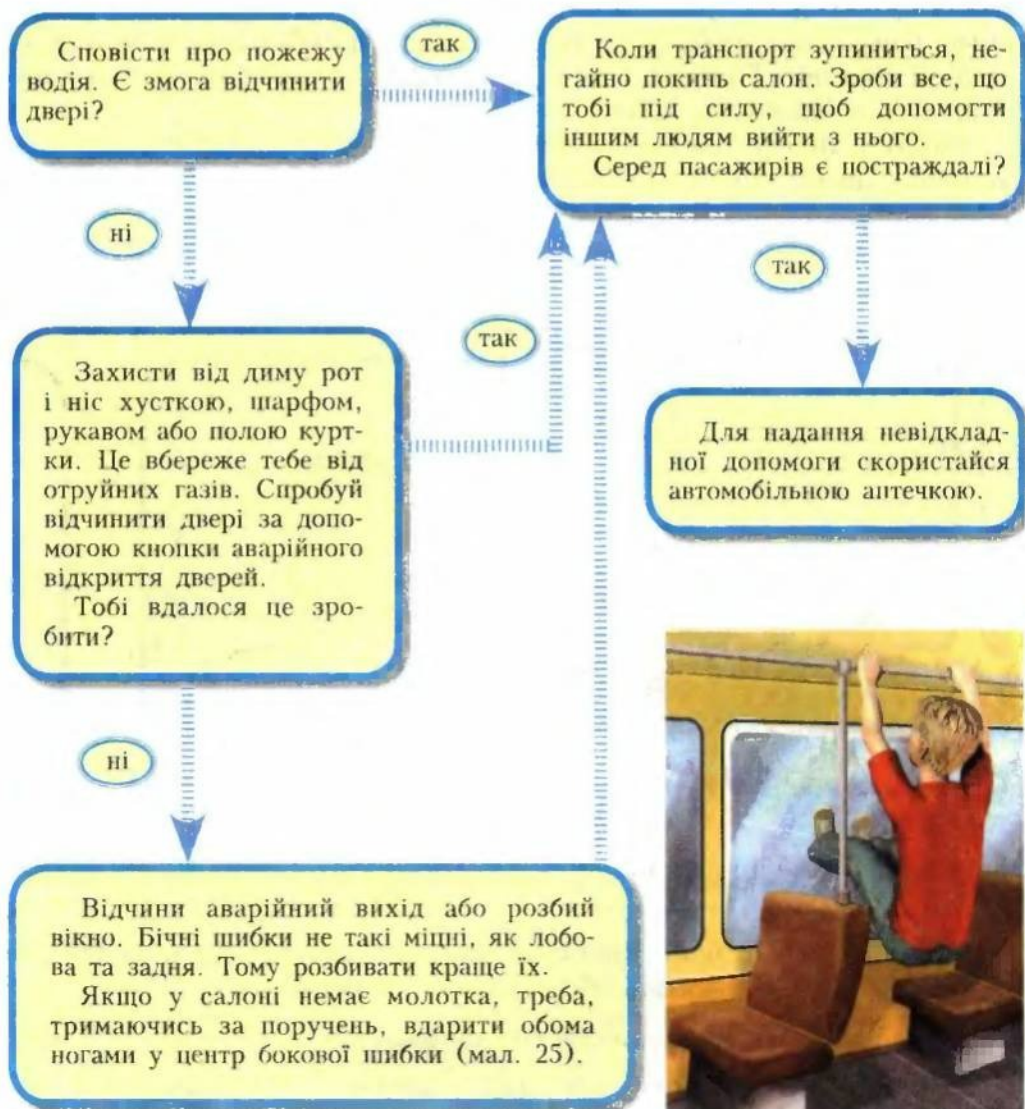 Сповісти про пожежу
водія. Є змога відчинити
двері?
так
Коли транспорт зупиниться, не-
гайно покинь салон. Зроби все, що
тобі під силу, щоб допомогти
іншим людям вийти з нього.
Серед пасажирів є постраждалі?
ні
так
так
Захисти від диму рот
і ніс хусткою, шарфом,
рукавом або полою курт-
ки. Це вбереже тебе від
отруйних газів. Спробуй
відчинити двері за допо-
могою кнопки аварійного
відкриття дверей.
Тобі вдалося це зро-
бити?
Для надання невідклад-
ної допомоги скористайся
автомобільною аптечкою.
ні
Відчини аварійний вихід або розбий
вікно. Бічні шибки не такі міцні, як лобо-
ва та задня. Тому розбивати краще їх.
Якщо у салоні немає молотка, треба,
тримаючись за поручень, вдарити обома
ногами у центр бокової шибки (мал. 25).